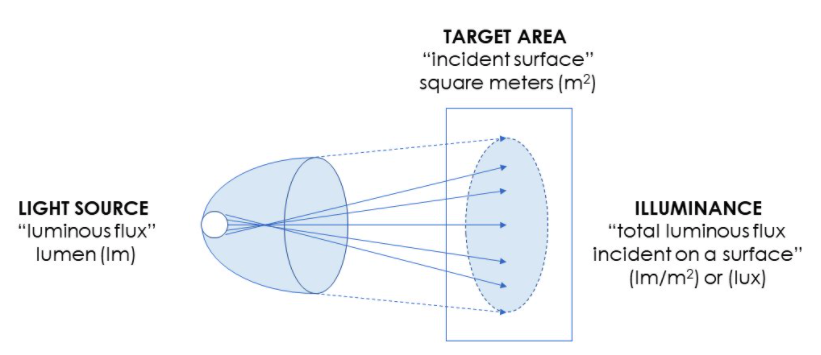 TARGET AREA
“incident surface”
square meters (m²)
LIGHT SOURCE
“luminous flux”
lumen (lm)
ILLUMINANCE
“total luminous flux
incident on a surface”
(lm/m²) or (lux)